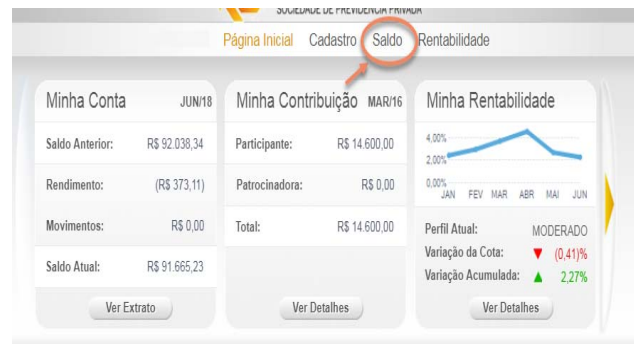 SOCIEDADE DE PREVIDÊNCIA PRIVADA
Página Inicial Cadastro Saldo Rentabilidade
Minha Conta JUN/18
Saldo Anterior: R$ 92.038,34
Rendimento: (R$ 373,11)
Movimentos: R$ 0,00
Saldo Atual: R$ 91.665,23
Ver Extrato
Minha Contribuição MAR/16
Participante: R$ 14.600,00
Patrocinadora: R$ 0,00
Total: R$ 14.600,00
Ver Detalhes
Minha Rentabilidade
4,00%
2,00%
0,00%
JAN FEV MAR ABR MAI JUN
Perfil Atual: MODERADO
Variação da Cota: ▼ (0,41)%
Variação Acumulada: ▲ 2,27%
Ver Detalhes